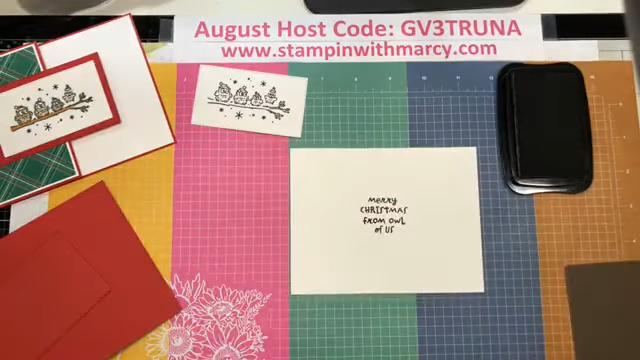 August Host Code: GV3TRUNA
www.stampinwithmarcy.com
merry
CHRISTMAS
from owl
of US